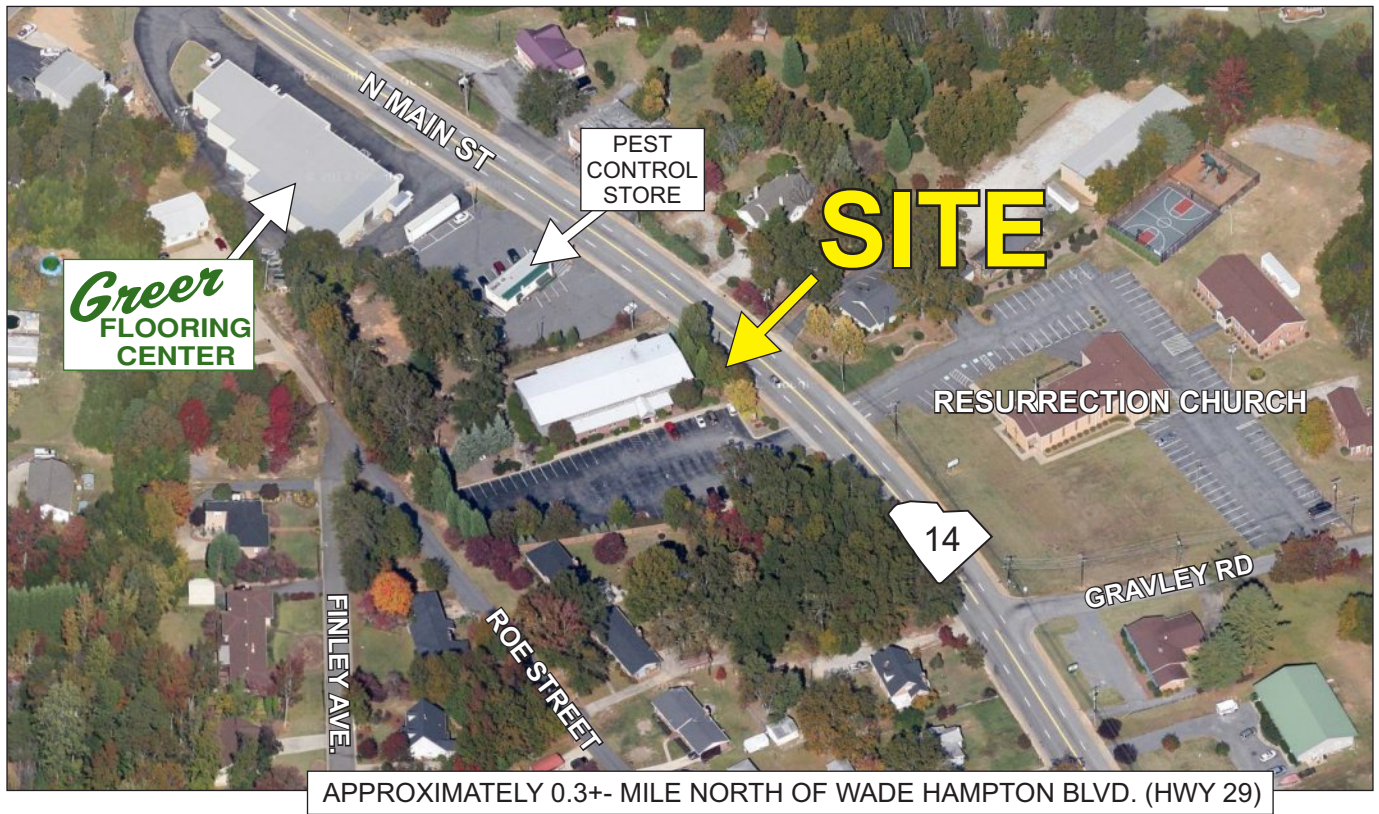 N MAIN ST
PEST
CONTROL
STORE
SITE
Greer
FLOORING
CENTER
RESURRECTION CHURCH
14
GRAVLEY RD
FINLEY AVE.
ROE STREET
APPROXIMATELY 0.3+- MILE NORTH OF WADE HAMPTON BLVD. (HWY 29)